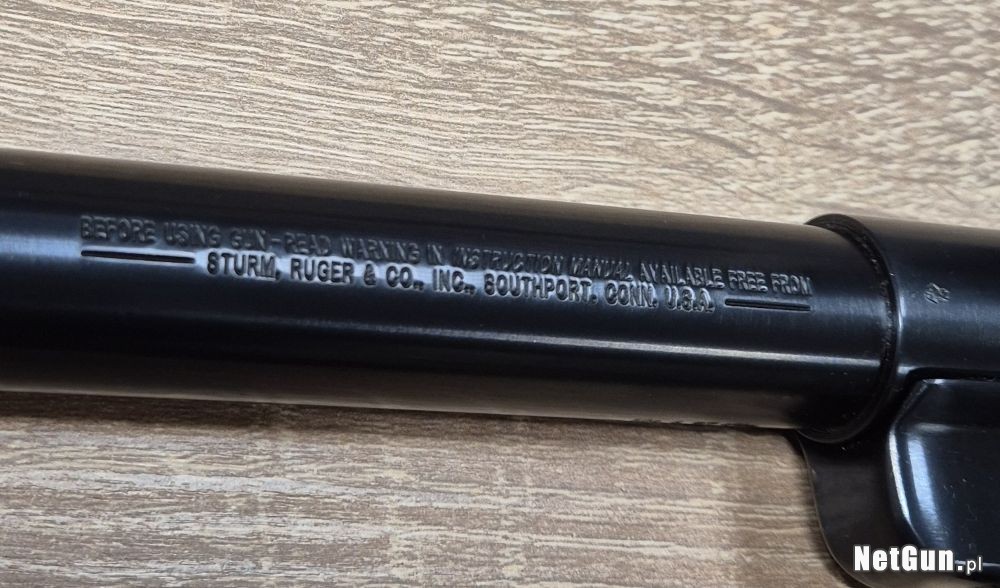 BEFORE USING GUN-READ WARNING IN INSTRUCTION MANUAL AVAILABLE FREE FROM
STURM, RUGER & CO., INC., SOUTHPORT, CONN. U.S.A.
NetGun.pl